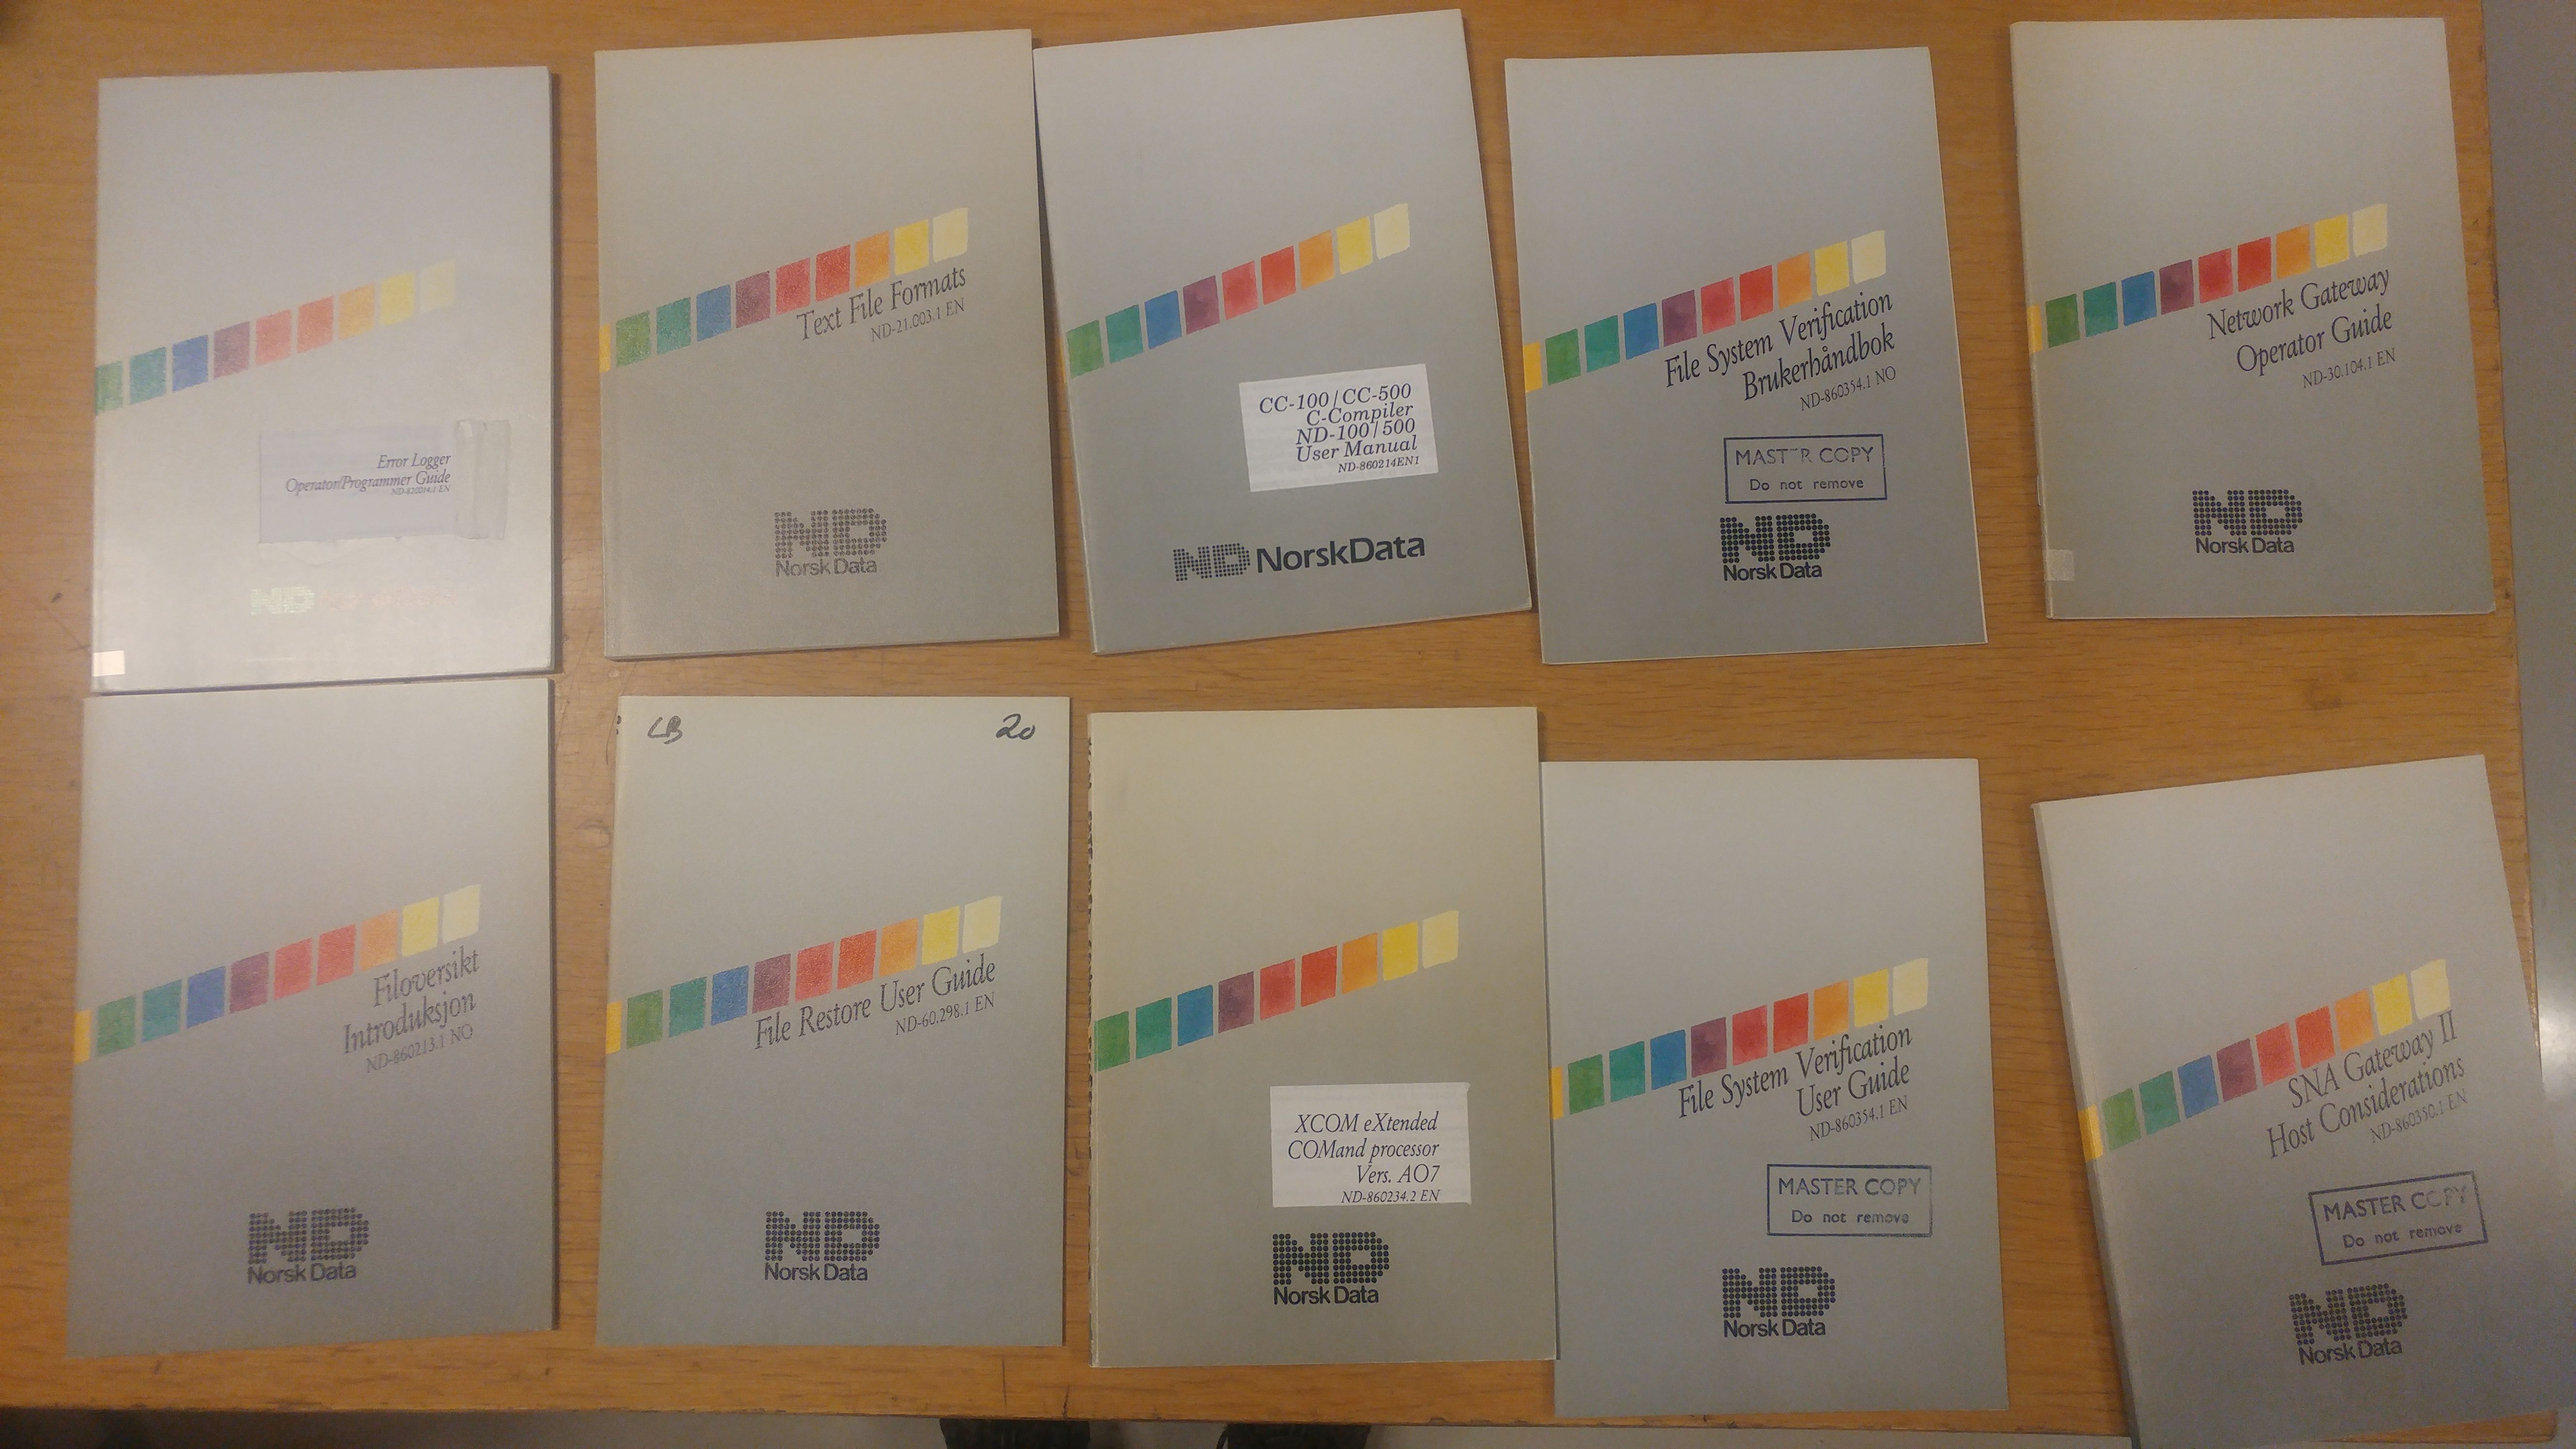 Error Logger
Operator/Programmer Guide
ND-820014.1 EN
ND
Text File Formats
ND-21.003.1 EN
ND
Norsk Data
CC-100/CC-500
C-Compiler
ND-100/500
User Manual
ND-860214EN1
ND NorskData
File System Verification
Brukerhåndbok
ND-860354.1 NO
MASTER COPY
Do not remove
ND
Norsk Data
Network Gateway
Operator Guide
ND-30.104.1 EN
ND
Norsk Data
Filoversikt
Introduksjon
ND-860213.1 NO
ND
Norsk Data
LB 20
File Restore User Guide
ND-60.298.1 EN
ND
Norsk Data
XCOM eXtended
COMand processor
Vers. AO7
ND-860234.2 EN
ND
Norsk Data
File System Verification
User Guide
ND-860354.1 EN
MASTER COPY
Do not remove
ND
Norsk Data
SNA Gateway II
Host Considerations
ND-860350.1 EN
MASTER COPY
Do not remove
ND
Norsk Data